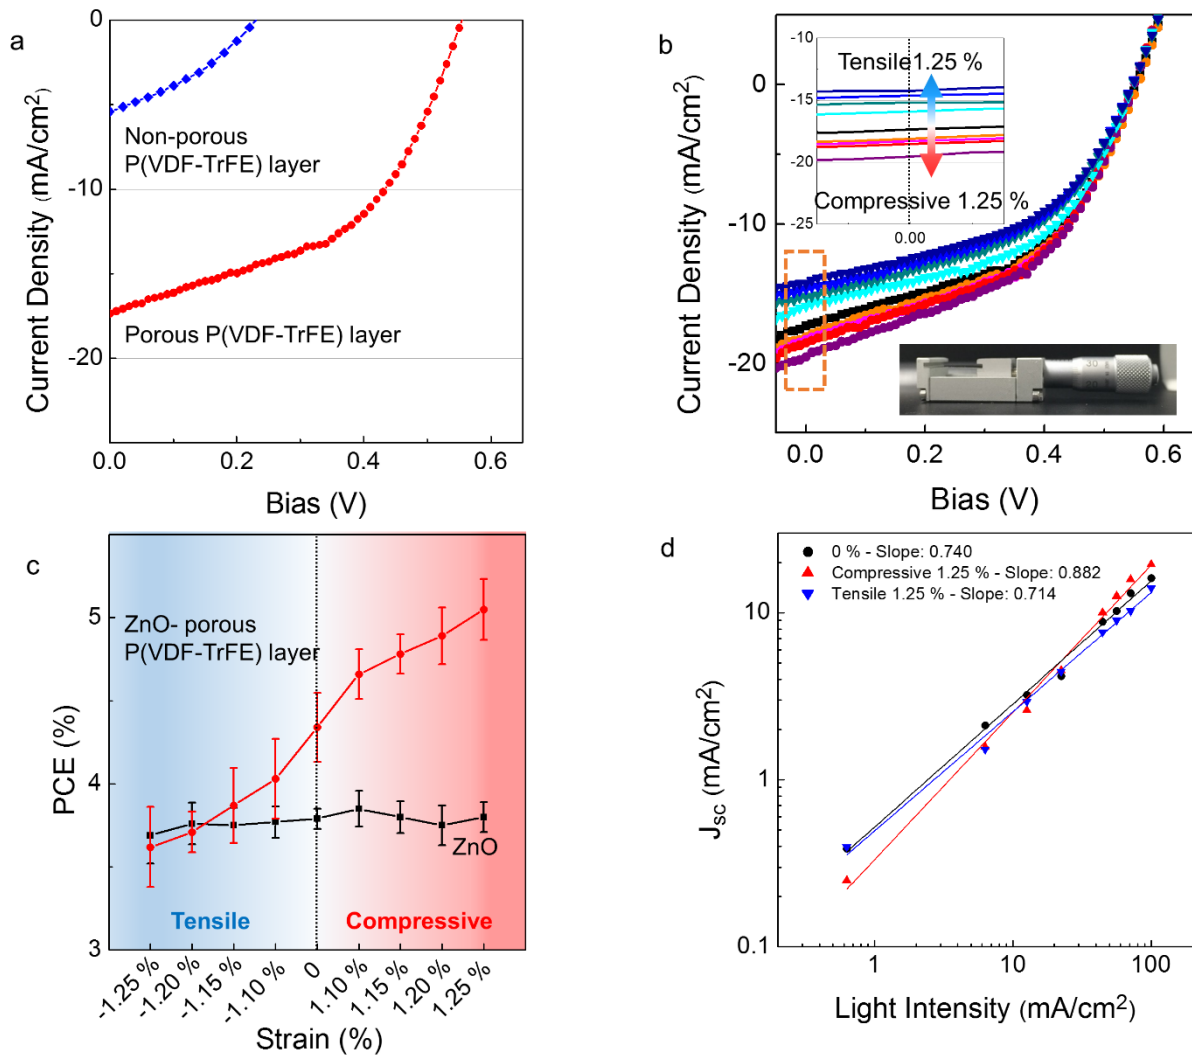 a
0
-10
-20
Current Density (mA/cm²)
Non-porous
P(VDF-TrFE) layer
Porous P(VDF-TrFE) layer
0.0
0.2
0.4
0.6
Bias (V)
b
0
-10
-20
Current Density (mA/cm²)
-10
-15
-20
-25
Tensile1.25 %
Compressive 1.25 %
0.00
0.0
0.2
0.4
0.6
Bias (V)
c
5
4
3
PCE (%)
ZnO- porous
P(VDF-TrFE) layer
ZnO
Tensile
Compressive
-1.25 %
-1.20 %
-1.15 %
-1.10 %
0
1.10 %
1.15 %
1.20 %
1.25 %
Strain (%)
d
0 % - Slope: 0.740
Compressive 1.25 % - Slope: 0.882
Tensile 1.25 % - Slope: 0.714
10
1
0.1
Jsc (mA/cm²)
1
10
100
Light Intensity (mA/cm²)